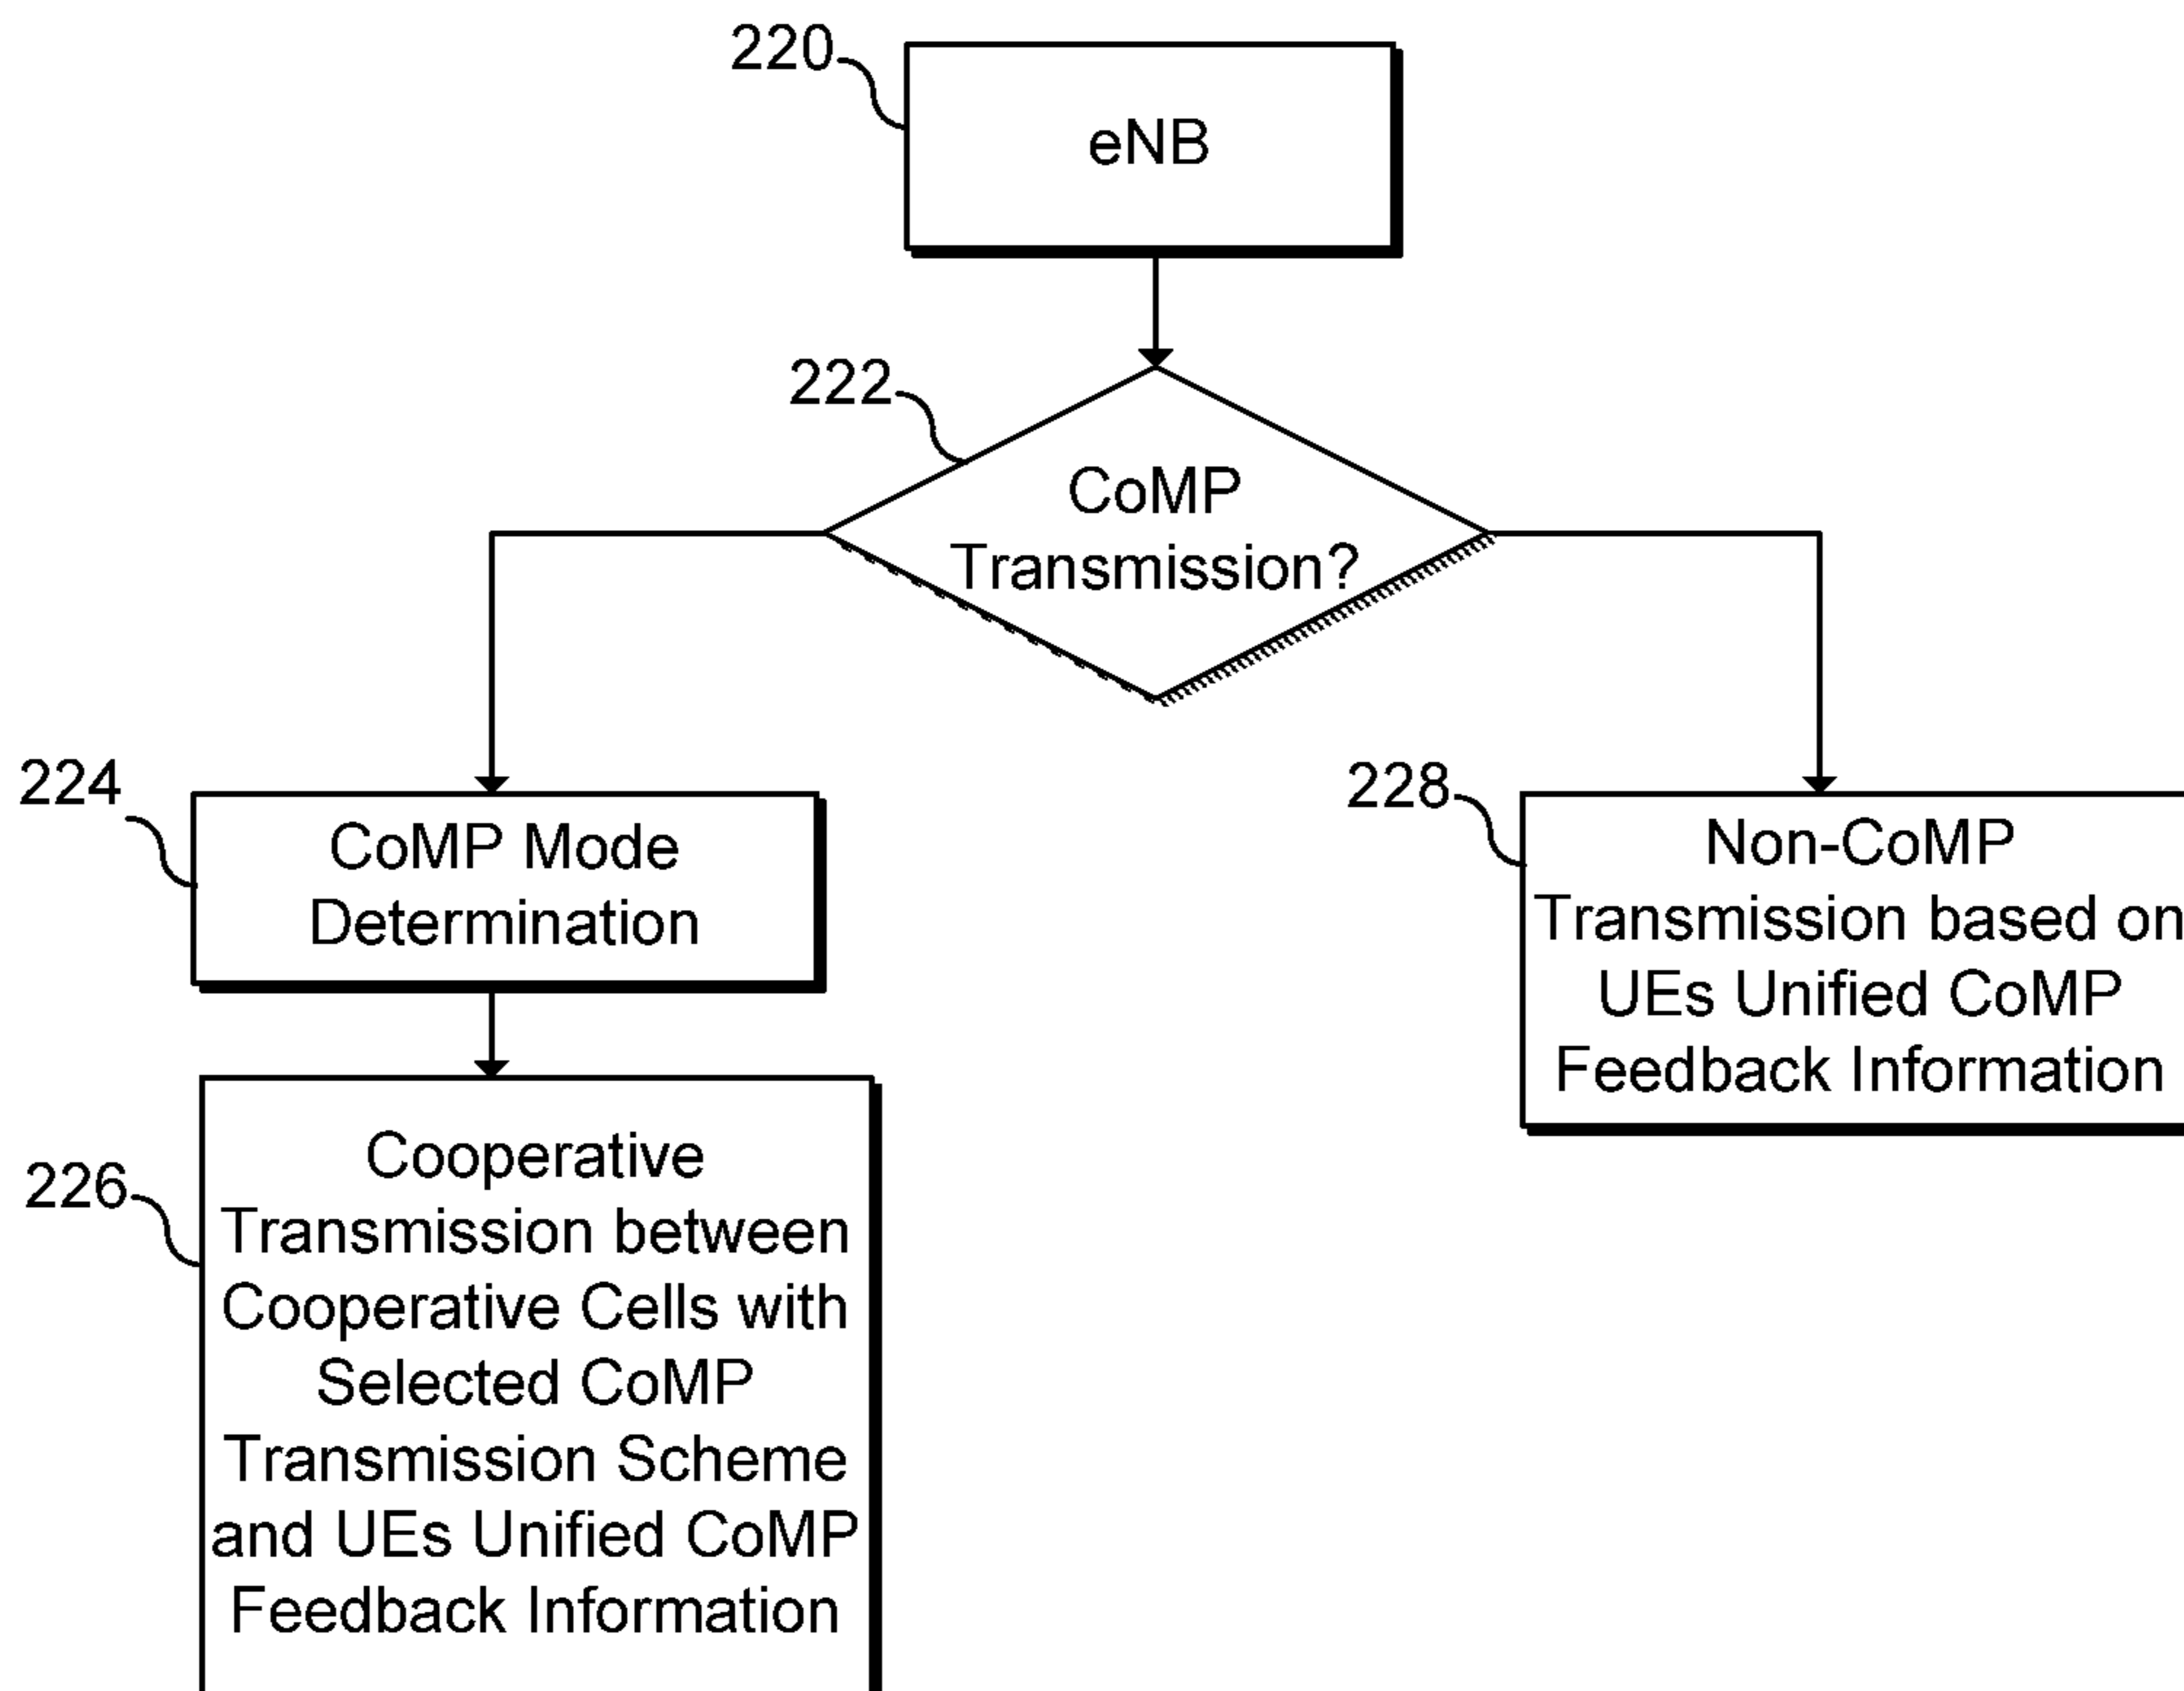 220
eNB
222
CoMP
Transmission?
224
CoMP Mode
Determination
228
Non-CoMP
Transmission based on
UEs Unified CoMP
Feedback Information
226
Cooperative
Transmission between
Cooperative Cells with
Selected CoMP
Transmission Scheme
and UEs Unified CoMP
Feedback Information